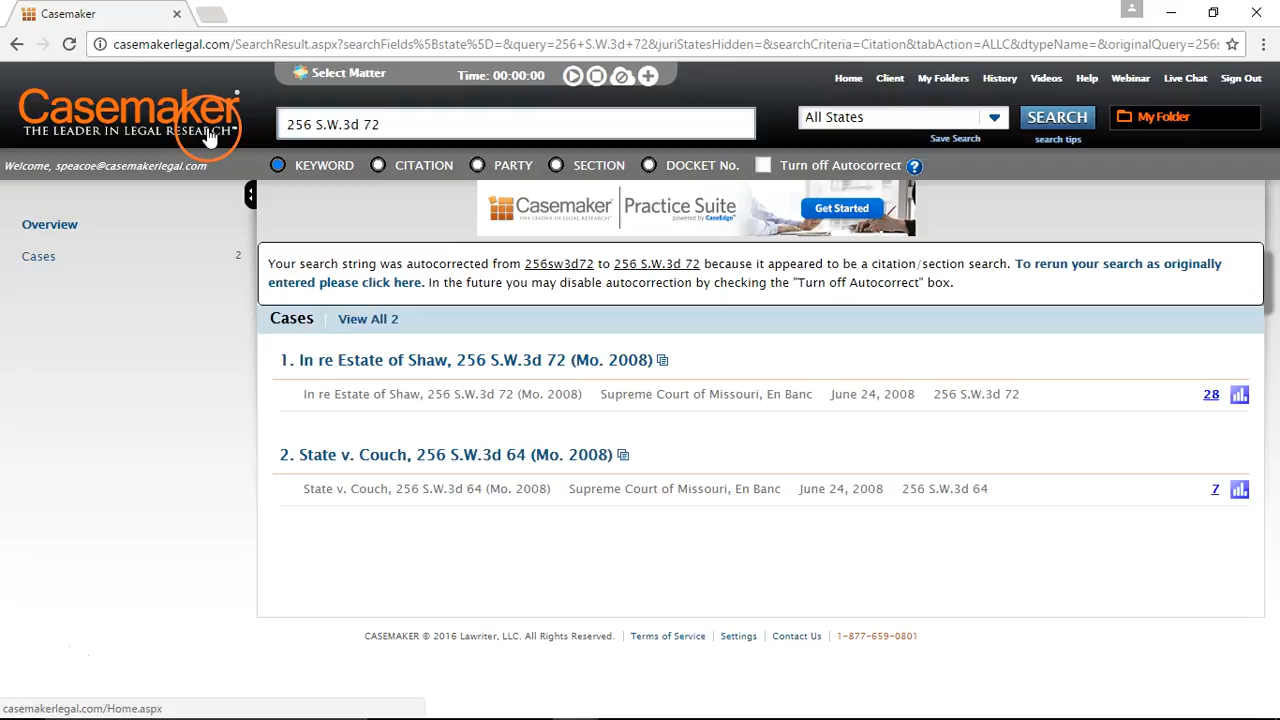 Casemaker
casemakerlegal.com/SearchResult.aspx?searchFields%5Bstate%5D=&query=256+S.W.3d+72&juriStatesHidden=&searchCriteria=Citation&tabAction=ALLC&dtypeName=&originalQuery=256s
Select Matter Time: 00:00:00
Home Client My Folders History Videos Help Webinar Live Chat Sign Out
Casemaker®
THE LEADER IN LEGAL RESEARCH™
256 S.W.3d 72
All States
SEARCH
My Folder
Save Search
search tips
Welcome, speacoe@casemakerlegal.com
KEYWORD CITATION PARTY SECTION DOCKET No. Turn off Autocorrect ?
Casemaker
THE LEADER IN LEGAL RESEARCH
Practice Suite
powered by CaseEdge
Get Started
Overview
Cases 2
Your search string was autocorrected from 256sw3d72 to 256 S.W.3d 72 because it appeared to be a citation/section search. To rerun your search as originally
entered please click here. In the future you may disable autocorrection by checking the "Turn off Autocorrect" box.
Cases View All 2
1. In re Estate of Shaw, 256 S.W.3d 72 (Mo. 2008)
In re Estate of Shaw, 256 S.W.3d 72 (Mo. 2008) Supreme Court of Missouri, En Banc June 24, 2008 256 S.W.3d 72 28
2. State v. Couch, 256 S.W.3d 64 (Mo. 2008)
State v. Couch, 256 S.W.3d 64 (Mo. 2008) Supreme Court of Missouri, En Banc June 24, 2008 256 S.W.3d 64 7
CASEMAKER © 2016 Lawriter, LLC. All Rights Reserved. | Terms of Service | Settings | Contact Us | 1-877-659-0801
casemakerlegal.com/Home.aspx